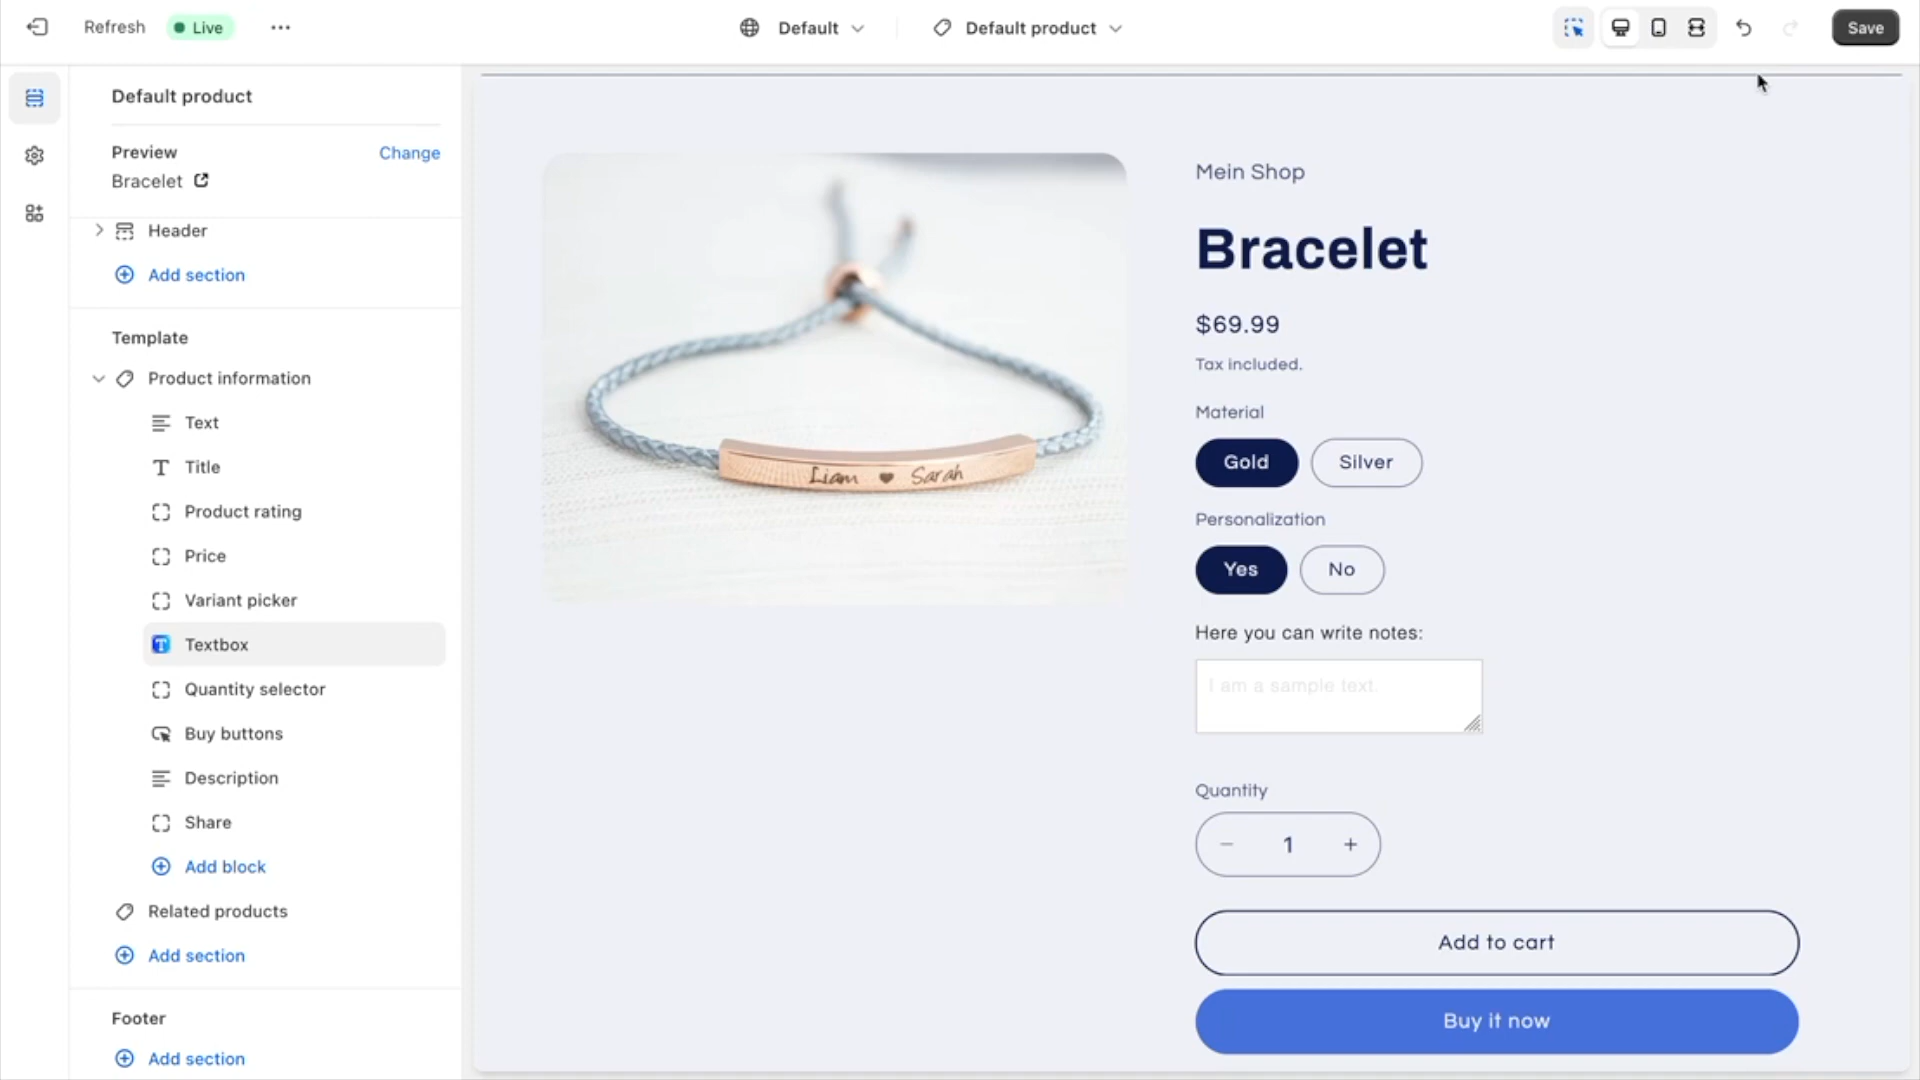 Refresh
Live
Default
Default product
Save
Default product
Preview
Change
Bracelet
Header
Add section
Template
Product information
Text
Title
Product rating
Price
Variant picker
Textbox
Quantity selector
Buy buttons
Description
Share
Add block
Related products
Add section
Footer
Add section
Liam ♥ Sarah
Mein Shop
Bracelet
$69.99
Tax included.
Material
Gold
Silver
Personalization
Yes
No
Here you can write notes:
I am a sample text.
Quantity
1
Add to cart
Buy it now